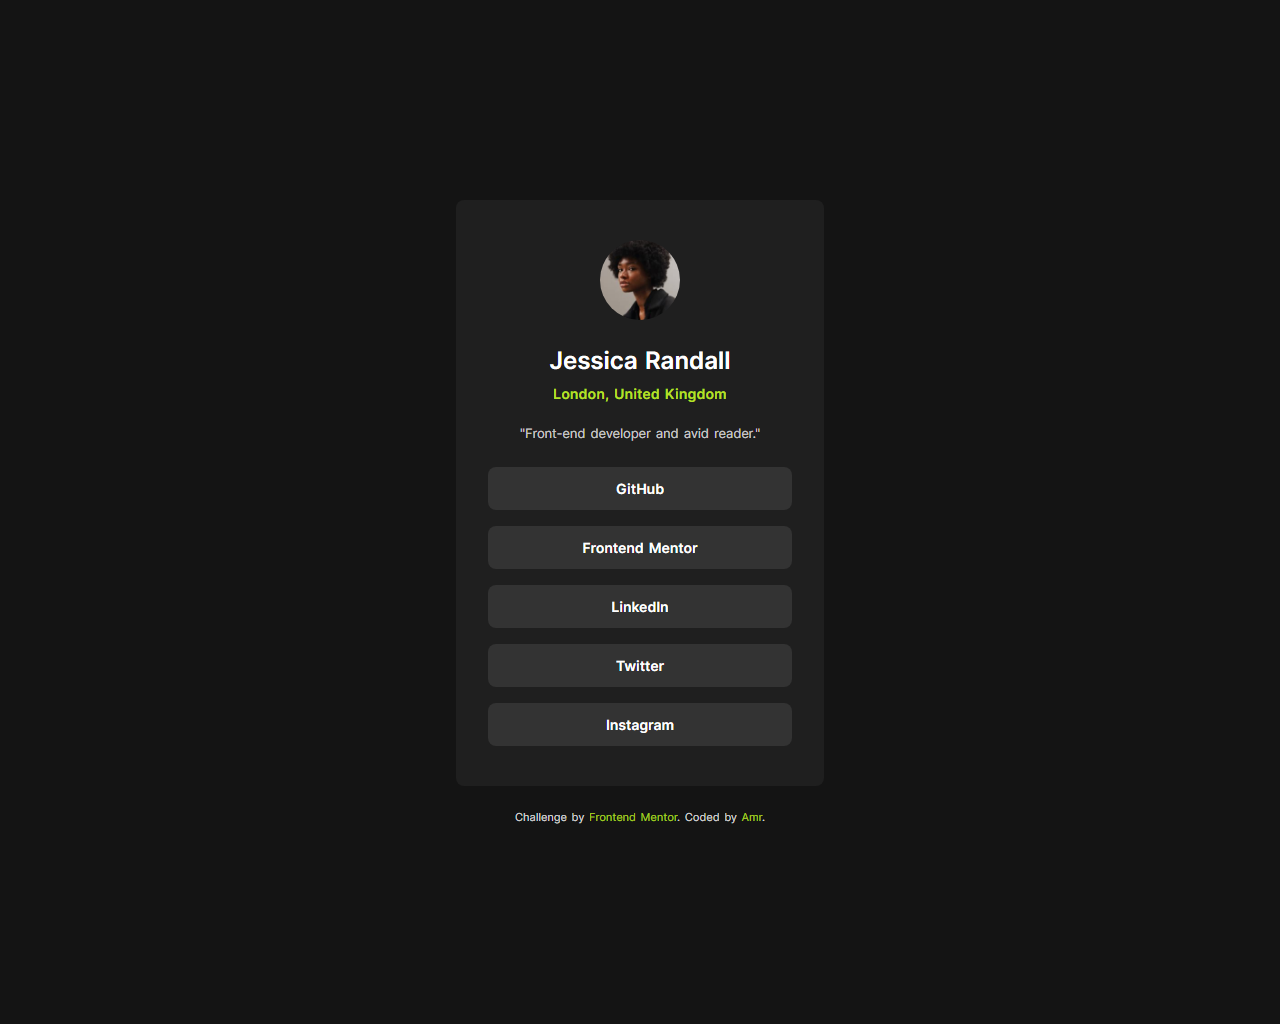 Jessica Randall
London, United Kingdom
"Front-end developer and avid reader."
GitHub
Frontend Mentor
LinkedIn
Twitter
Instagram
Challenge by Frontend Mentor. Coded by Amr.